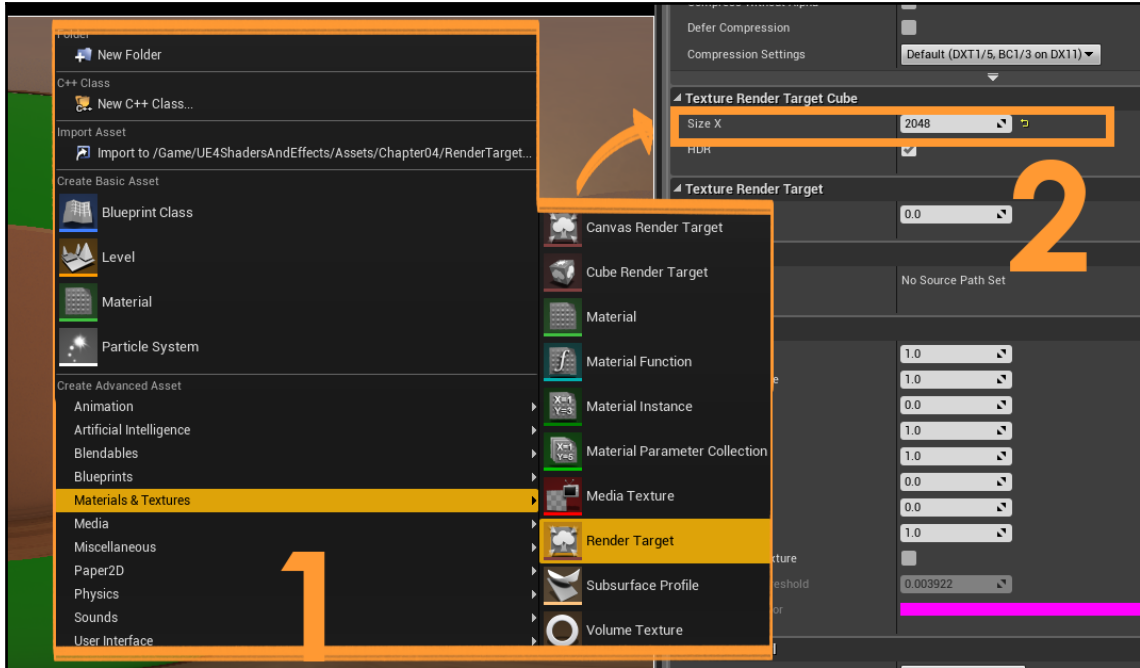 Folder
New Folder
C++ Class
New C++ Class...
Import Asset
Import to /Game/UE4ShadersAndEffects/Assets/Chapter04/RenderTarget...
Create Basic Asset
Blueprint Class
Level
Material
Particle System
Create Advanced Asset
Animation
Artificial Intelligence
Blendables
Blueprints
Materials & Textures
Media
Miscellaneous
Paper2D
Physics
Sounds
User Interface
1
Canvas Render Target
Cube Render Target
Material
Material Function
Material Instance
Material Parameter Collection
Media Texture
Render Target
Subsurface Profile
Volume Texture
Compress Without Alpha
Defer Compression
Compression Settings Default (DXT1/5, BC1/3 on DX11)
Texture Render Target Cube
Size X 2048
HDR
2
Texture Render Target
0.0
No Source Path Set
1.0
1.0
0.0
1.0
1.0
0.0
0.0
1.0
0.003922